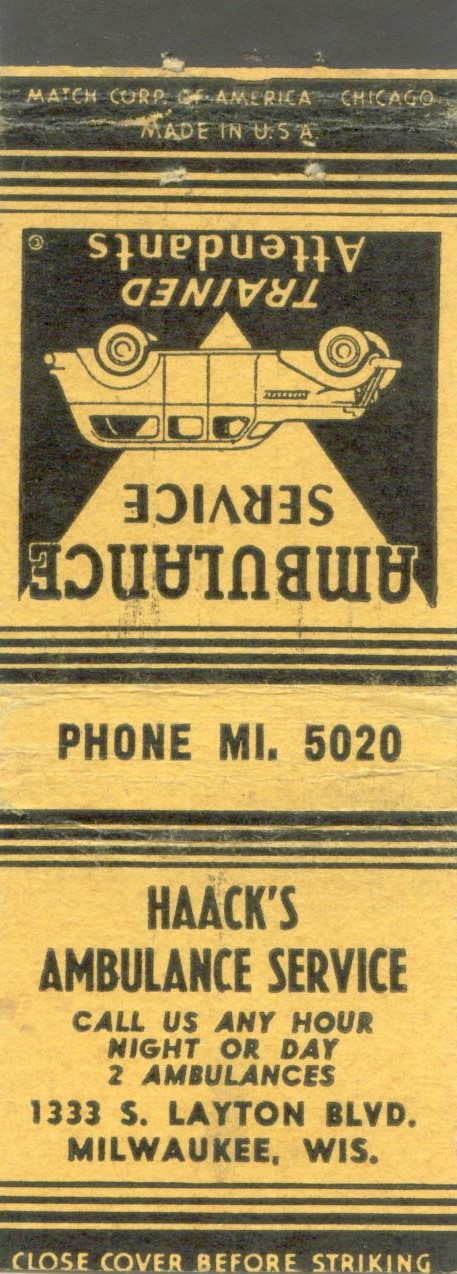 MATCH CORP. OF AMERICA CHICAGO
MADE IN U.S.A.
AMBULANCE
SERVICE
TRAINED
Attendants
©
PHONE MI. 5020
HAACK'S
AMBULANCE SERVICE
CALL US ANY HOUR
NIGHT OR DAY
2 AMBULANCES
1333 S. LAYTON BLVD.
MILWAUKEE, WIS.
CLOSE COVER BEFORE STRIKING